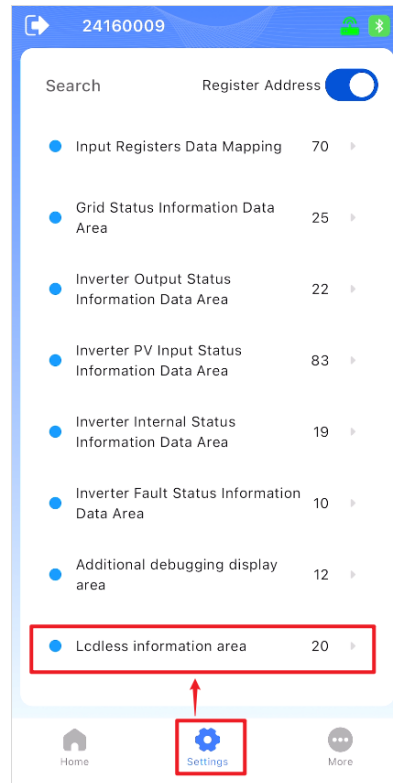 24160009
Search Register Address
Input Registers Data Mapping 70
Grid Status Information Data
Area
25
Inverter Output Status
Information Data Area
22
Inverter PV Input Status
Information Data Area
83
Inverter Internal Status
Information Data Area
19
Inverter Fault Status Information
Data Area
10
Additional debugging display
area
12
Lcdless information area 20
Home Settings More